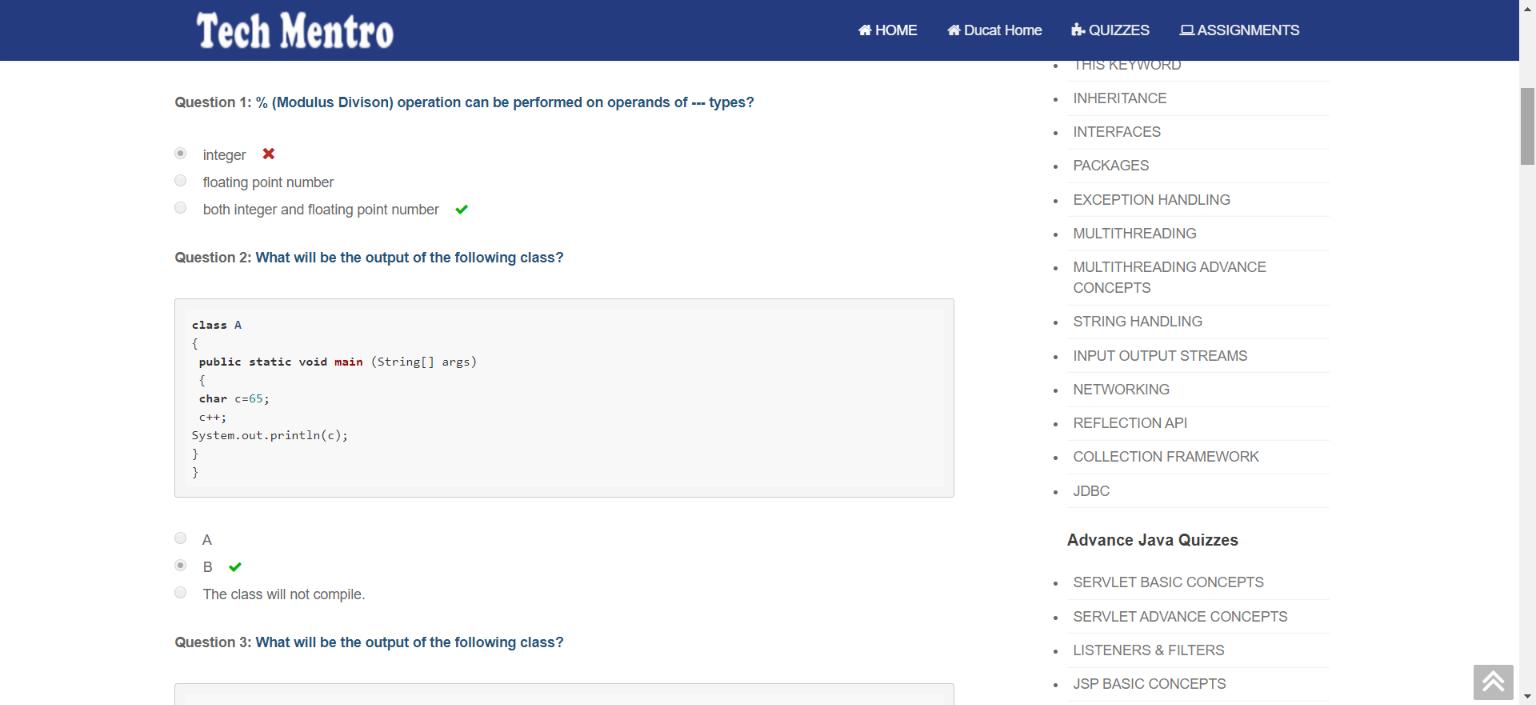 Tech Mentro
HOME
Ducat Home
QUIZZES
ASSIGNMENTS
Question 1: % (Modulus Divison) operation can be performed on operands of --- types?
integer
floating point number
both integer and floating point number
Question 2: What will be the output of the following class?
class A
{
public static void main (String[] args)
{
char c=65;
c++;
System.out.println(c);
}
}
A
B
The class will not compile.
Question 3: What will be the output of the following class?
THIS KEYWORD
INHERITANCE
INTERFACES
PACKAGES
EXCEPTION HANDLING
MULTITHREADING
MULTITHREADING ADVANCE
CONCEPTS
STRING HANDLING
INPUT OUTPUT STREAMS
NETWORKING
REFLECTION API
COLLECTION FRAMEWORK
JDBC
Advance Java Quizzes
SERVLET BASIC CONCEPTS
SERVLET ADVANCE CONCEPTS
LISTENERS & FILTERS
JSP BASIC CONCEPTS